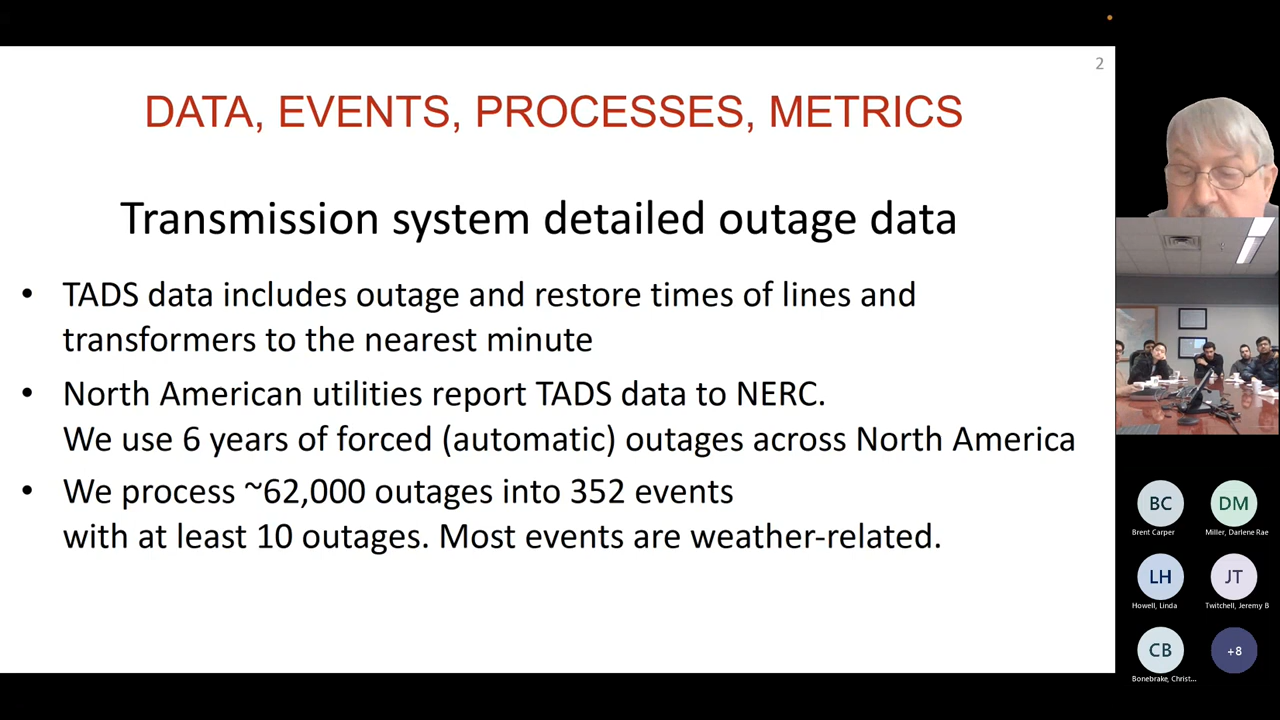 2
DATA, EVENTS, PROCESSES, METRICS
Transmission system detailed outage data
• TADS data includes outage and restore times of lines and
transformers to the nearest minute
• North American utilities report TADS data to NERC.
We use 6 years of forced (automatic) outages across North America
• We process ~62,000 outages into 352 events
with at least 10 outages. Most events are weather-related.
BC
Brent Carper
DM
Miller, Darlene Rae
LH
Howell, Linda
JT
Twitchell, Jeremy B
CB
Bonebrake, Christ...
+8